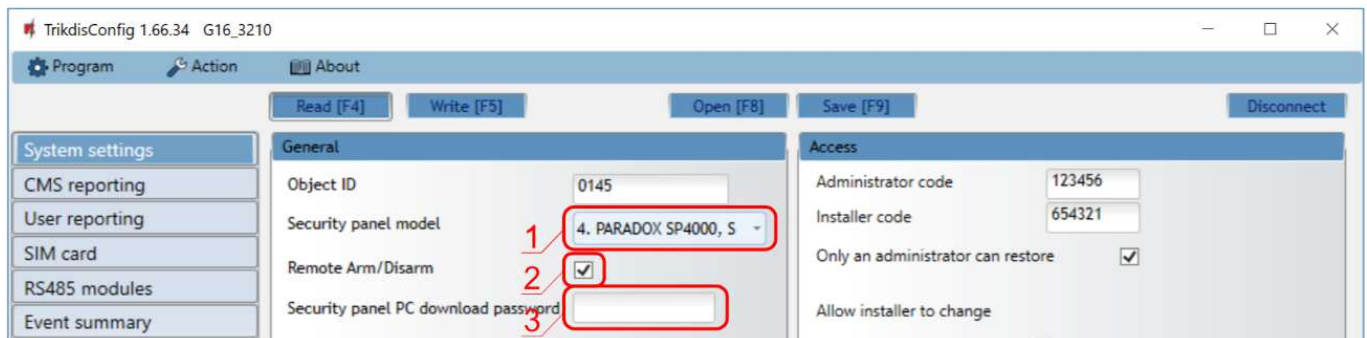 TrikdisConfig 1.66.34 G16_3210
Program Action About
Read [F4] Write [F5] Open [F8] Save [F9] Disconnect
System settings
CMS reporting
User reporting
SIM card
RS485 modules
Event summary
General
Object ID 0145
Security panel model 1 4. PARADOX SP4000, S
Remote Arm/Disarm 2
Security panel PC download password 3
Access
Administrator code 123456
Installer code 654321
Only an administrator can restore
Allow installer to change